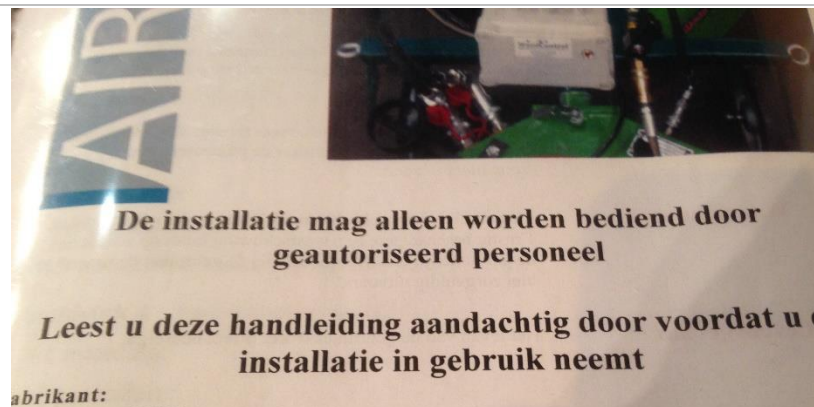 AIR
De installatie mag alleen worden bediend door
geautoriseerd personeel
Leest u deze handleiding aandachtig door voordat u
installatie in gebruik neemt
abrikant: